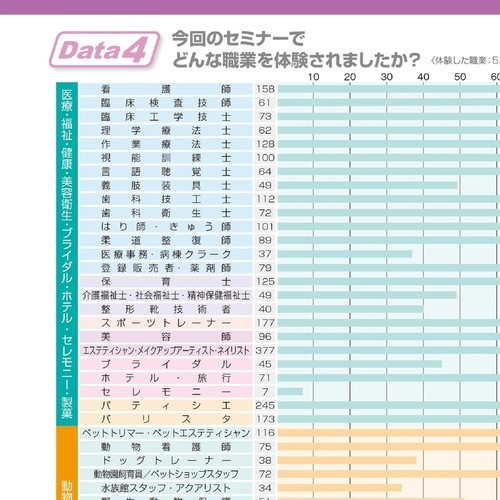 Data4
今回のセミナーで
どんな職業を体験されましたか？ 〈体験した職業：5,
10 20 30 40 50 60
医療・福祉・健康・美容衛生・ブライダル・ホテル・セレモニー・製菓
看護師 158
臨床検査技師 61
臨床工学技士 73
理学療法士 62
作業療法士 128
視能訓練士 100
言語聴覚士 64
義肢装具士 49
歯科技工士 112
歯科衛生士 72
はり師・きゅう師 101
柔道整復師 89
医療事務・病棟クラーク 37
登録販売者・薬剤師 79
保育士 125
介護福祉士・社会福祉士・精神保健福祉士 49
整形靴技術者 40
スポーツトレーナー 177
美容師 96
エステティシャン・メイクアップアーティスト・ネイリスト 377
ブライダル 45
ホテル・旅行 71
セレモニー 7
パティシエ 245
バリスタ 173
動物
ペットトリマー・ペットエステティシャン 116
動物看護師 75
ドッグトレーナー 38
動物園飼育員／ペットショップスタッフ 72
水族館スタッフ・アクアリスト 34